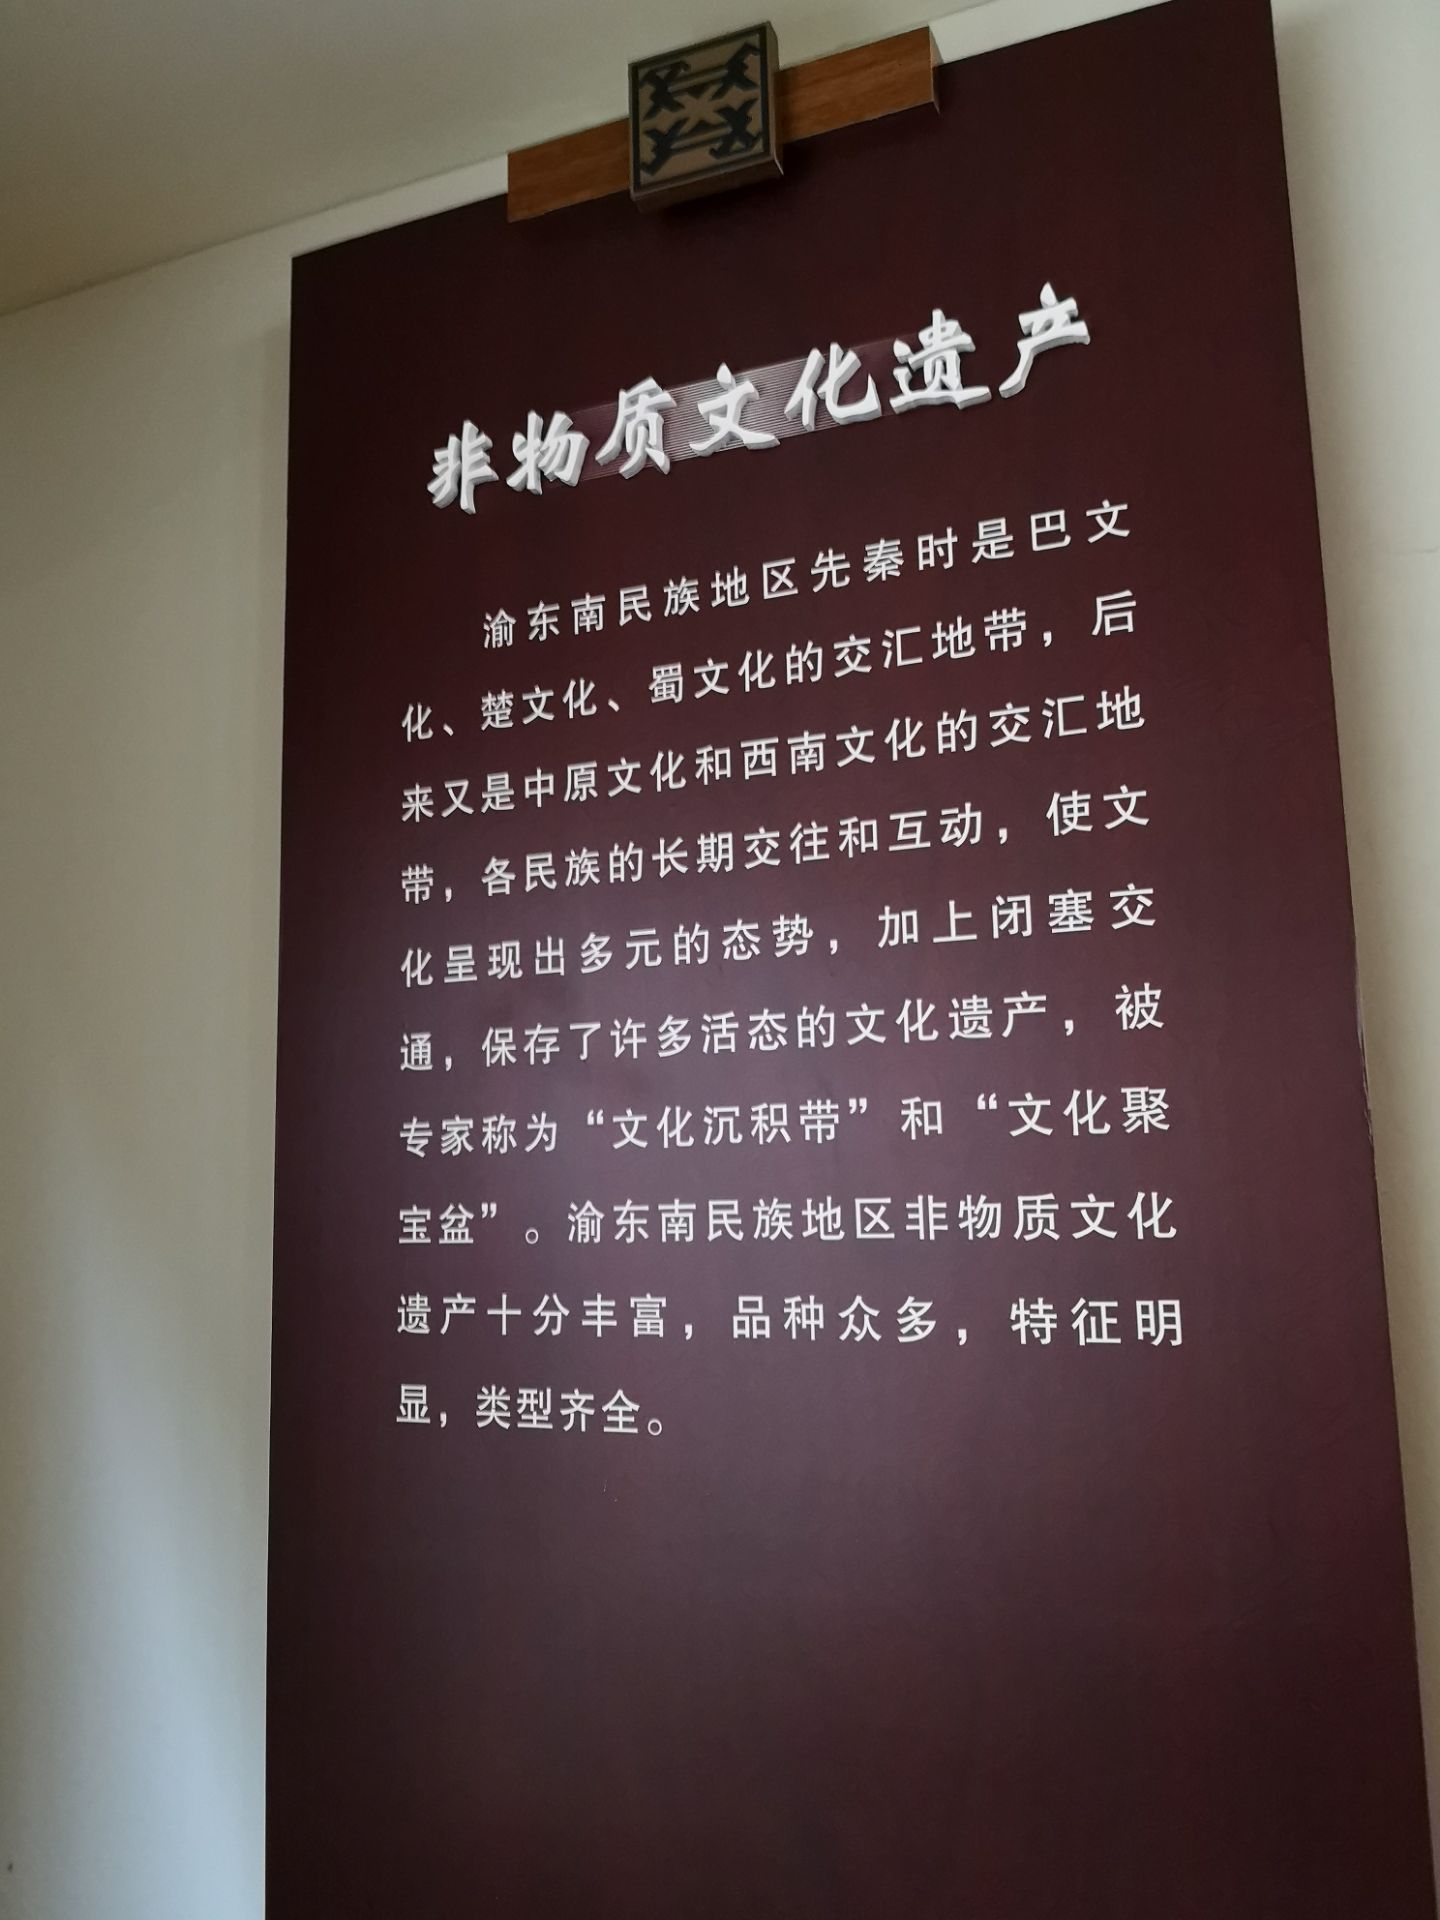 非物质文化遗产
渝东南民族地区先秦时是巴文
化、楚文化、蜀文化的交汇地带，后
来又是中原文化和西南文化的交汇地
带，各民族的长期交往和互动，使文
化呈现出多元的态势，加上闭塞交
通，保存了许多活态的文化遗产，被
专家称为“文化沉积带”和“文化聚
宝盆”。渝东南民族地区非物质文化
遗产十分丰富，品种众多，特征明
显，类型齐全。